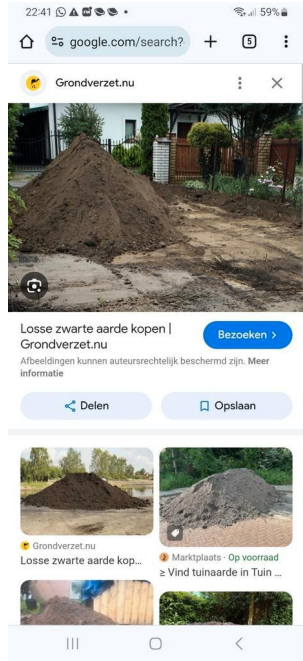 22:41
59%
google.com/search?
5
Grondverzet.nu
Losse zwarte aarde kopen |
Grondverzet.nu
Bezoeken
Afbeeldingen kunnen auteursrechtelijk beschermd zijn. Meer
informatie
Delen
Opslaan
Grondverzet.nu
Losse zwarte aarde kop...
Marktplaats · Op voorraad
≥ Vind tuinaarde in Tuin ...